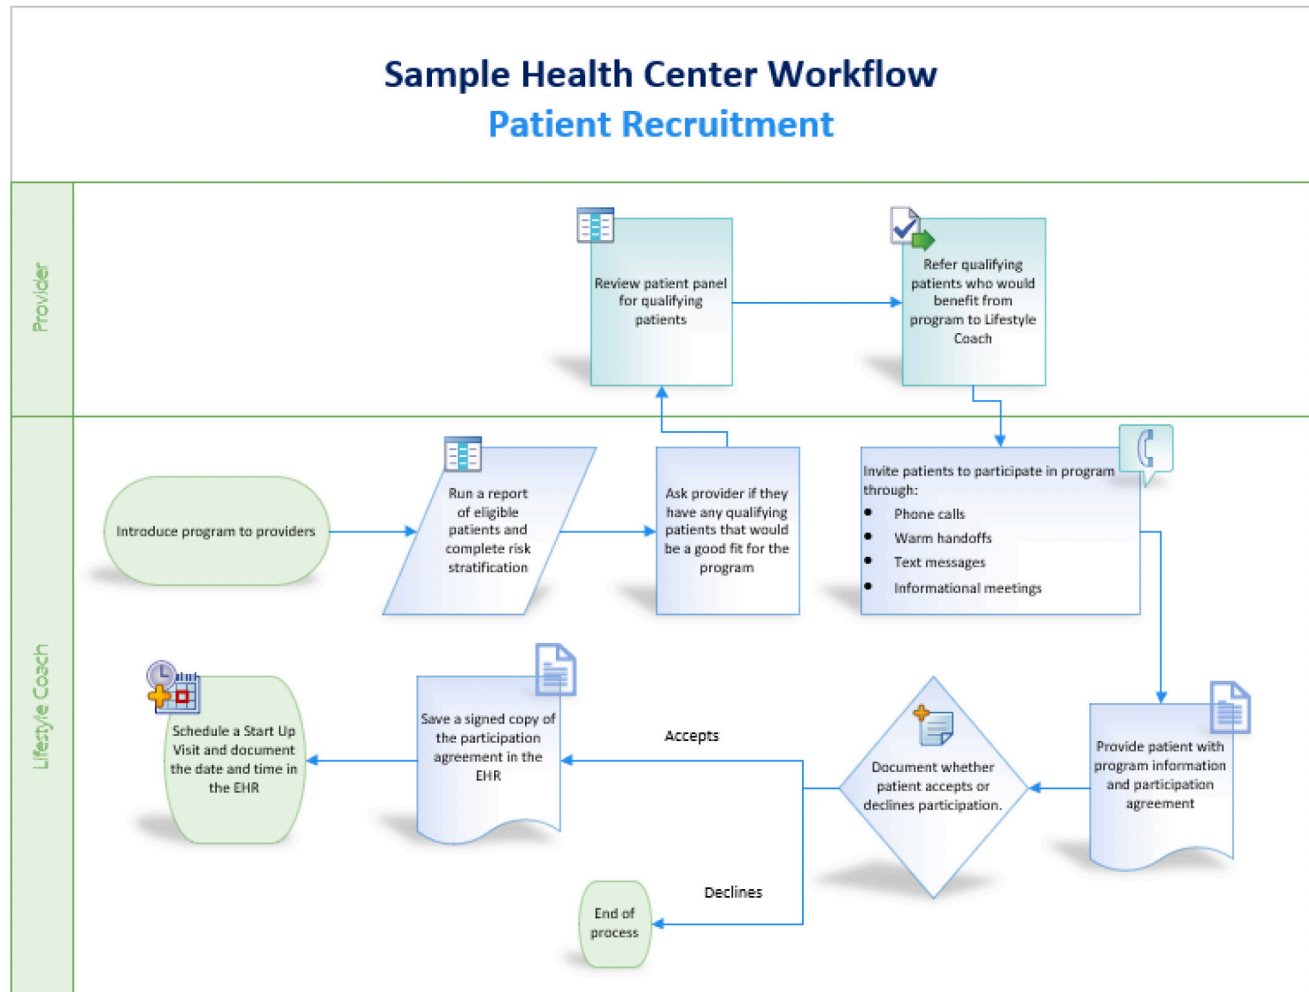 Sample Health Center Workflow
Patient Recruitment
Provider
Review patient panel
for qualifying
patients
Refer qualifying
patients who would
benefit from
program to Lifestyle
Coach
Lifestyle Coach
Introduce program to providers
Run a report
of eligible
patients and
complete risk
stratification
Ask provider if they
have any qualifying
patients that would
be a good fit for the
program
Invite patients to participate in program
through:
● Phone calls
● Warm handoffs
● Text messages
● Informational meetings
Provide patient with
program information
and participation
agreement
Document whether
patient accepts or
declines participation.
Accepts
Save a signed copy of
the participation
agreement in the
EHR
Schedule a Start Up
Visit and document
the date and time in
the EHR
Declines
End of
process